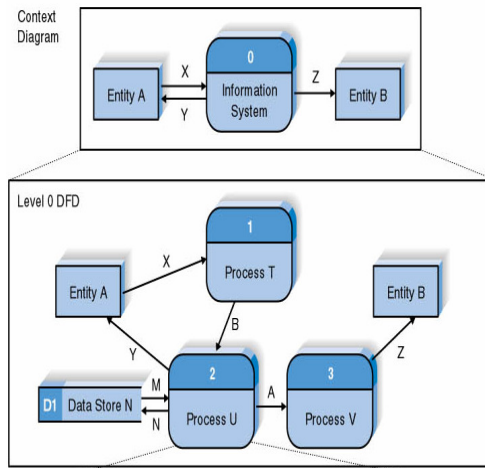 Context
Diagram
0
X
Z
Entity A
Information
System
Entity B
Y
Level 0 DFD
1
X
Process T
Entity A
Entity B
B
Y
Z
2
3
M
A
D1 Data Store N
N
Process U
Process V